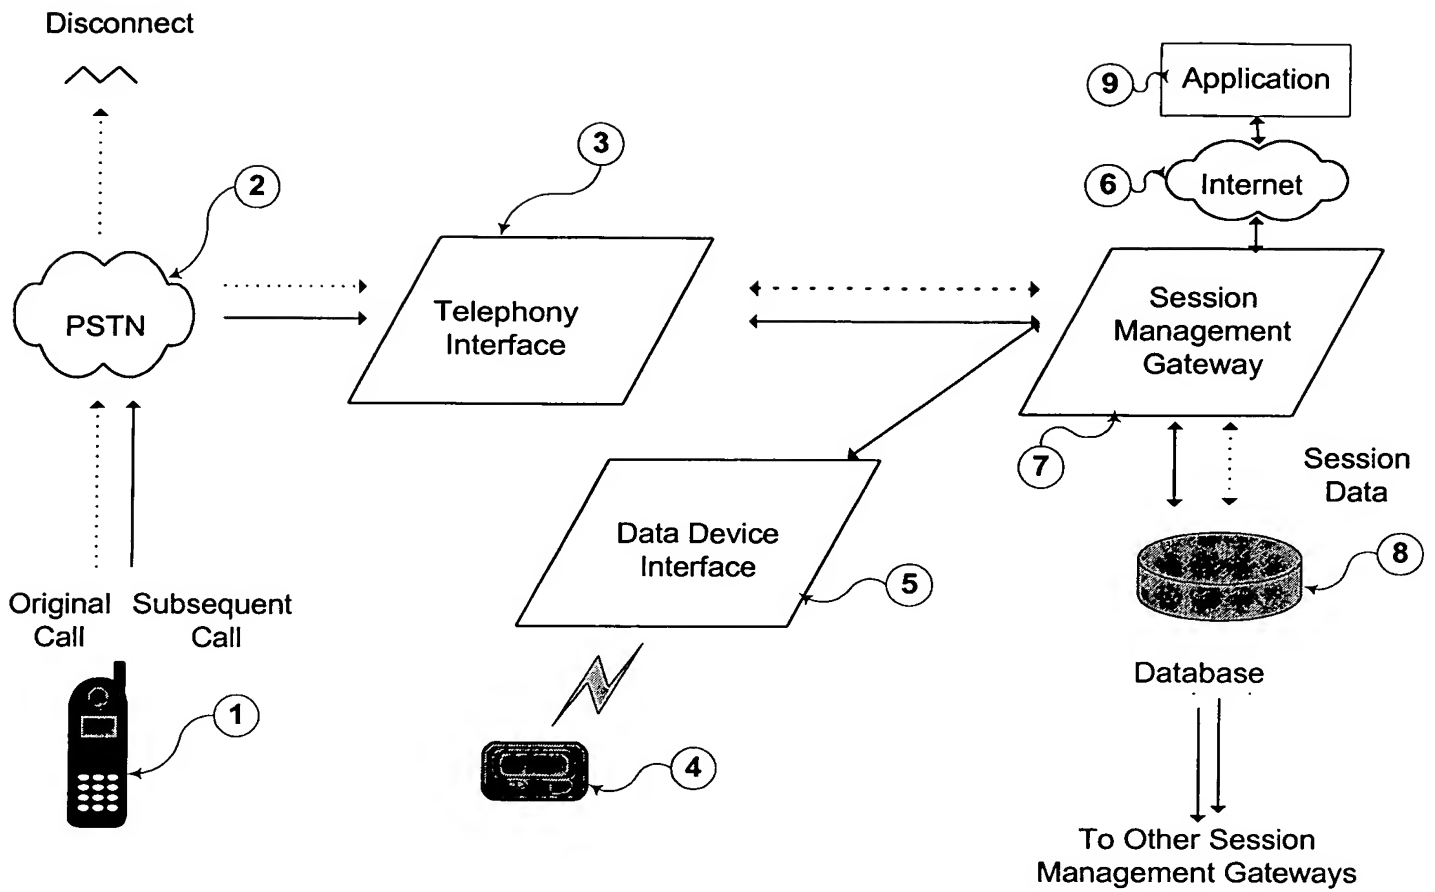 Disconnect
9
Application
3
2
6
Internet
Telephony
Interface
Session
Management
Gateway
PSTN
7
Session
Data
Data Device
Interface
8
5
Original
Call
Subsequent
Call
Database
1
4
To Other Session
Management Gateways